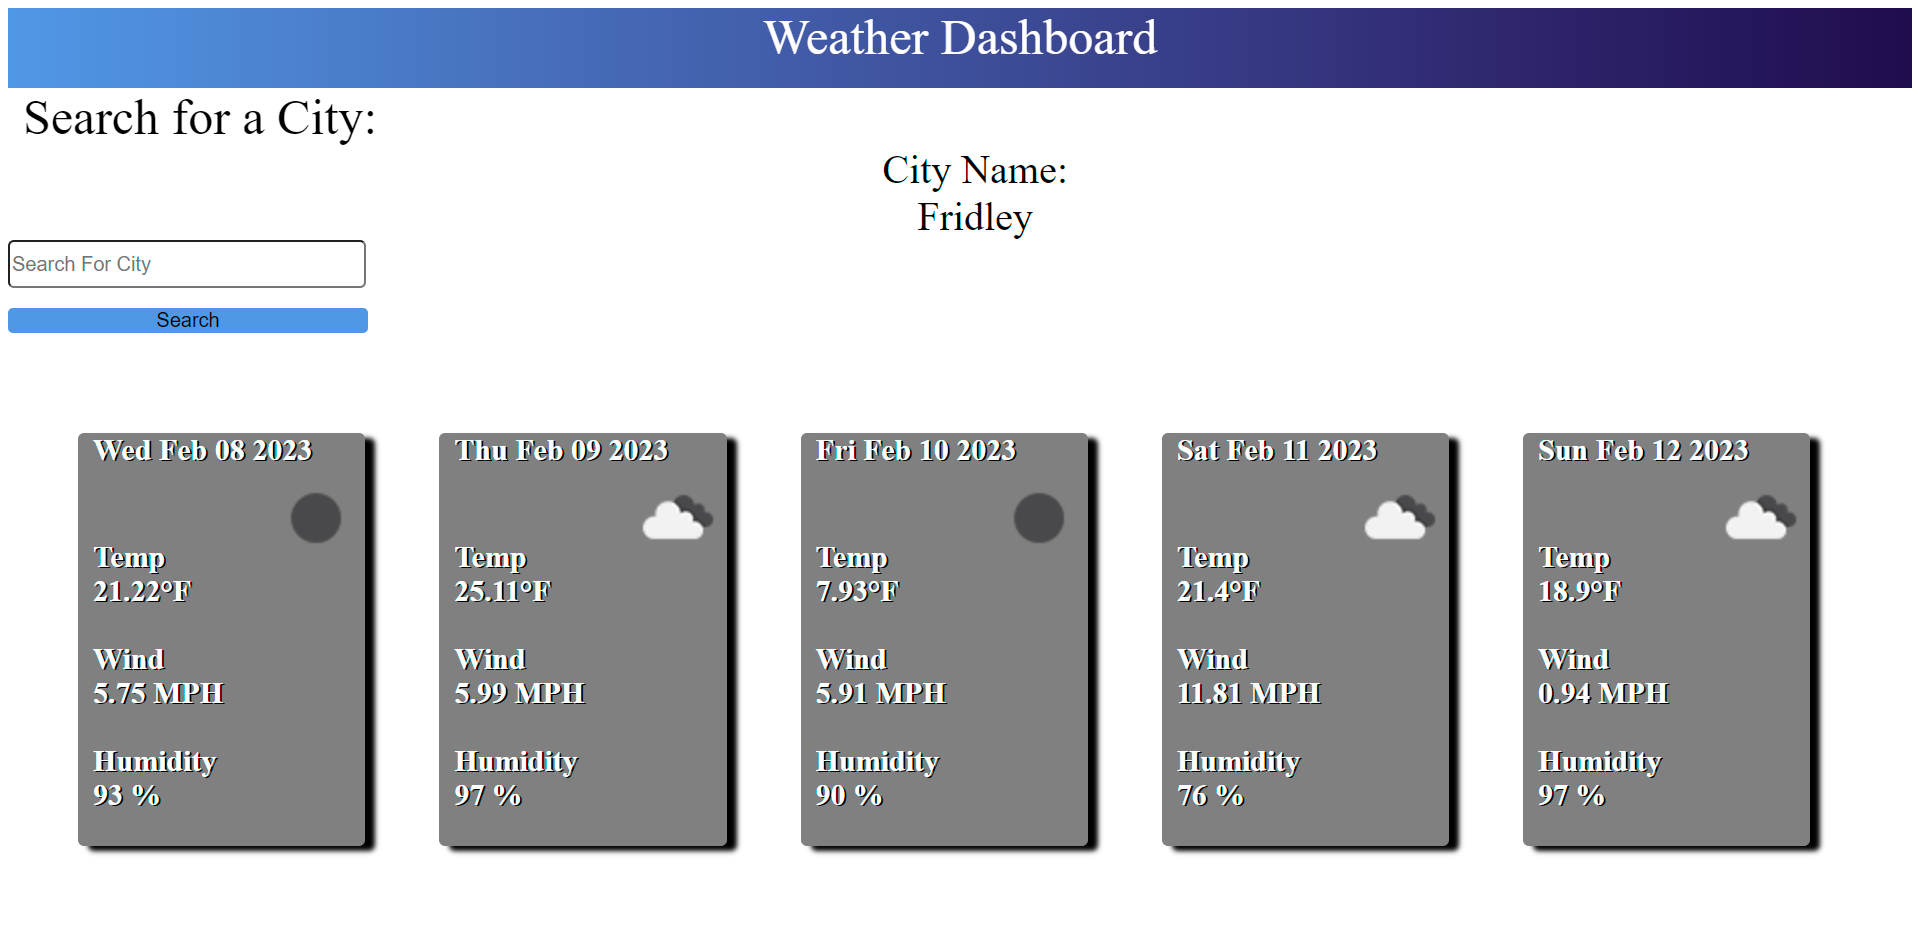 Weather Dashboard
Search for a City:
City Name:
Fridley
Search For City
Search
Wed Feb 08 2023
Temp
21.22°F
Wind
5.75 MPH
Humidity
93 %
Thu Feb 09 2023
Temp
25.11°F
Wind
5.99 MPH
Humidity
97 %
Fri Feb 10 2023
Temp
7.93°F
Wind
5.91 MPH
Humidity
90 %
Sat Feb 11 2023
Temp
21.4°F
Wind
11.81 MPH
Humidity
76 %
Sun Feb 12 2023
Temp
18.9°F
Wind
0.94 MPH
Humidity
97 %